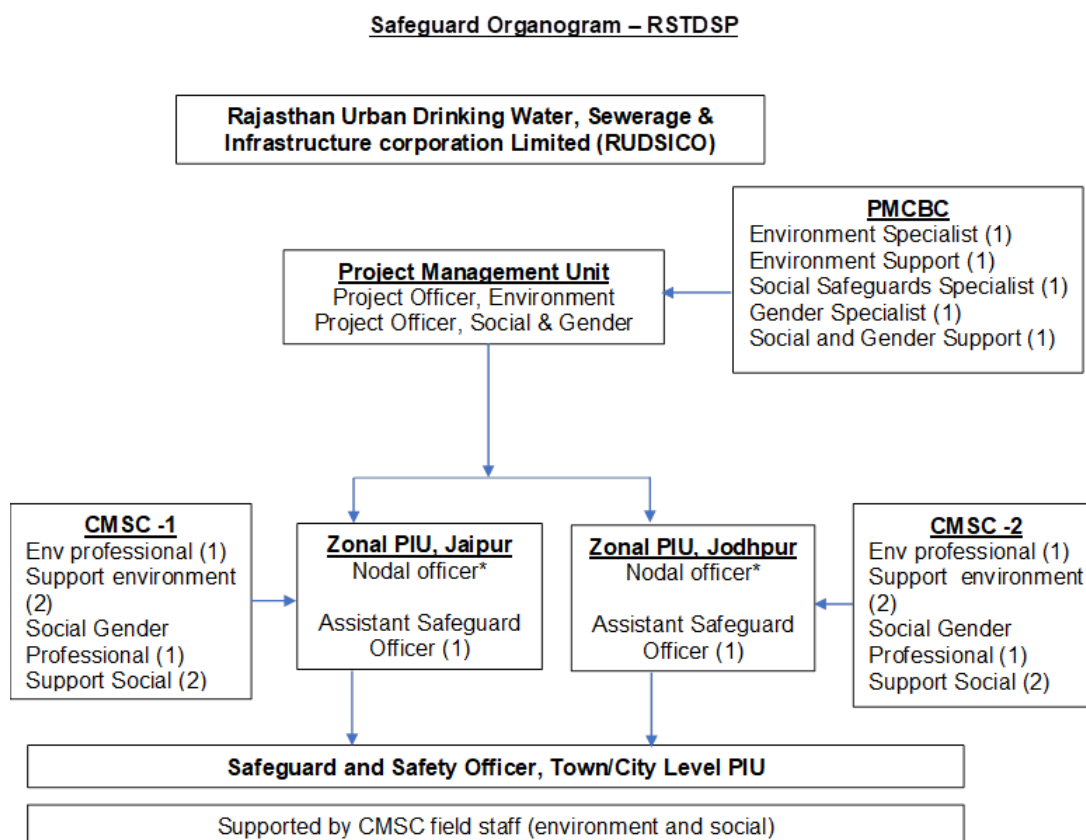 Safeguard Organogram – RSTDSP
Rajasthan Urban Drinking Water, Sewerage &
Infrastructure corporation Limited (RUDSICO)
PMCBC
Environment Specialist (1)
Environment Support (1)
Social Safeguards Specialist (1)
Gender Specialist (1)
Social and Gender Support (1)
Project Management Unit
Project Officer, Environment
Project Officer, Social & Gender
CMSC -1
Env professional (1)
Support environment
(2)
Social Gender
Professional (1)
Support Social (2)
Zonal PIU, Jaipur
Nodal officer*
Assistant Safeguard
Officer (1)
Zonal PIU, Jodhpur
Nodal officer*
Assistant Safeguard
Officer (1)
CMSC -2
Env professional (1)
Support environment
(2)
Social Gender
Professional (1)
Support Social (2)
Safeguard and Safety Officer, Town/City Level PIU
Supported by CMSC field staff (environment and social)